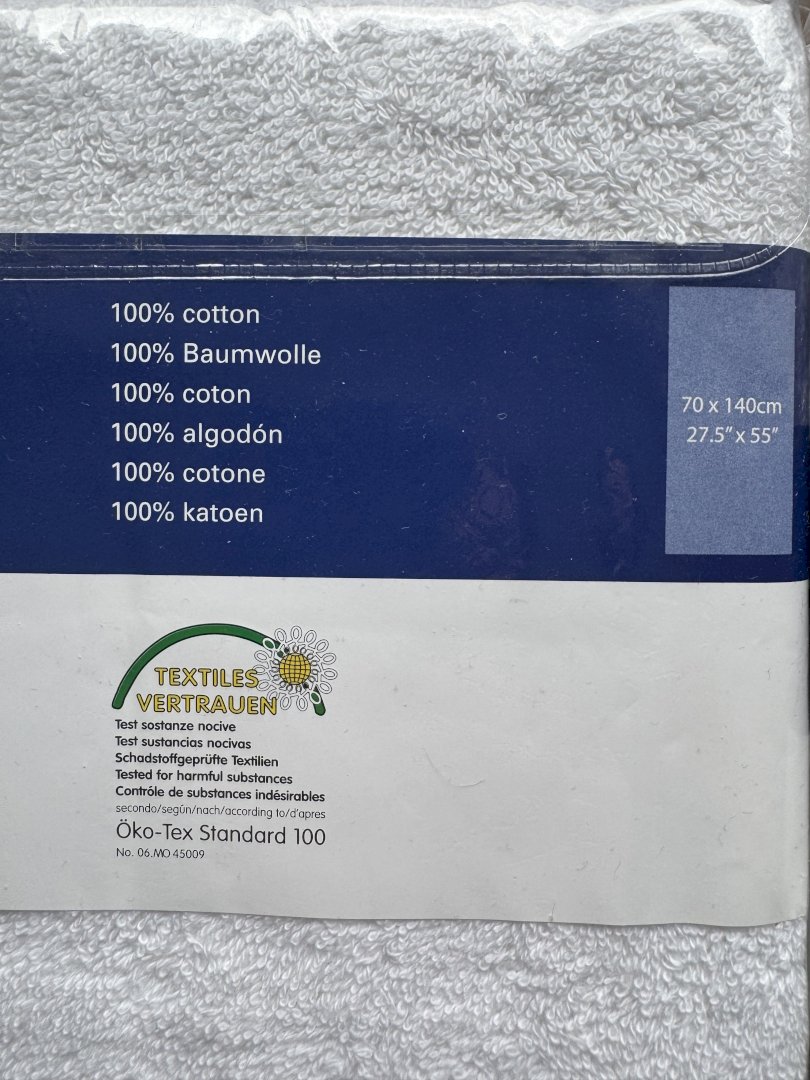 100% cotton
100% Baumwolle
100% coton
100% algodón
100% cotone
100% katoen
70 x 140cm
27.5” x 55”
TEXTILES
VERTRAUEN
Test sostanze nocive
Test sustancias nocivas
Schadstoffgeprüfte Textilien
Tested for harmful substances
Contrôle de substances indésirables
secondo/según/nach/according to/d'apres
Öko-Tex Standard 100
No. 06.MO 45009